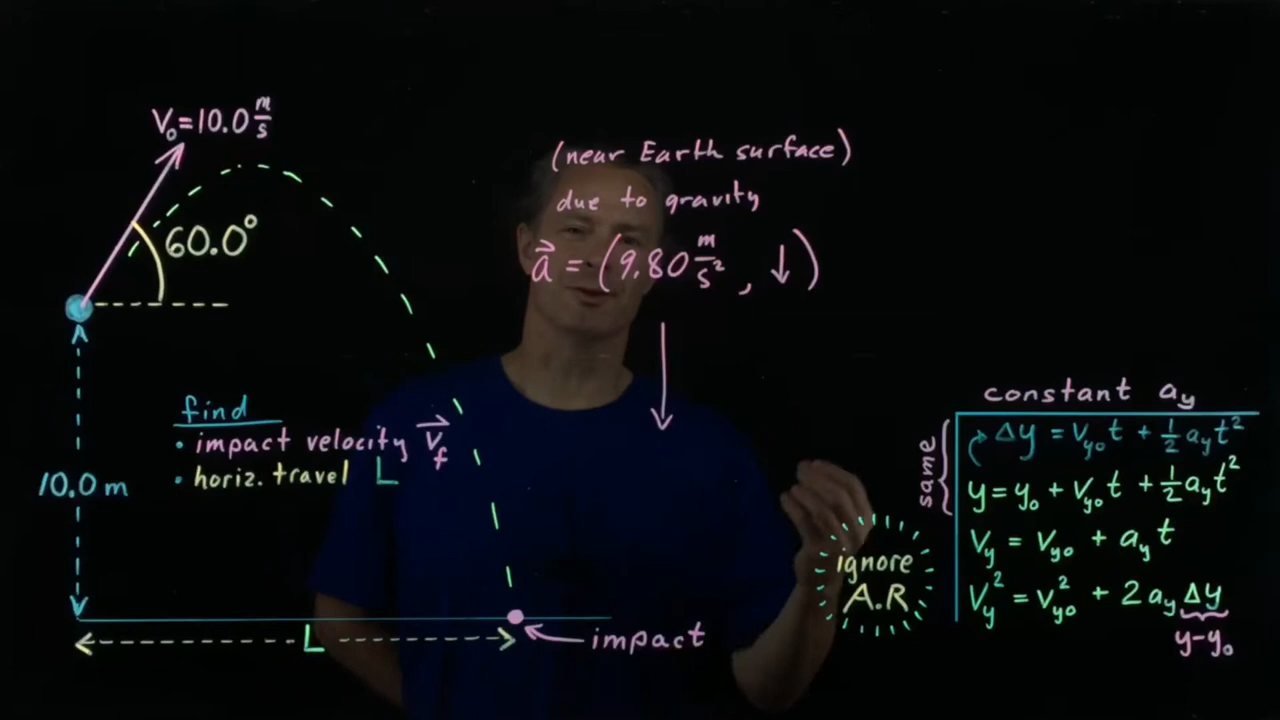 V₀=10.0 m/s
60.0°
10.0 m
find
• impact velocity V⃗f
• horiz. travel L
L
impact
(near Earth surface)
due to gravity
a⃗ = (9.80 m/s², ↓)
ignore
A.R
constant ay
same
Δy = Vy₀t + ½ayt²
y = y₀ + Vy₀t + ½ayt²
Vy = Vy₀ + ayt
Vy² = Vy₀² + 2ayΔy
y-y₀